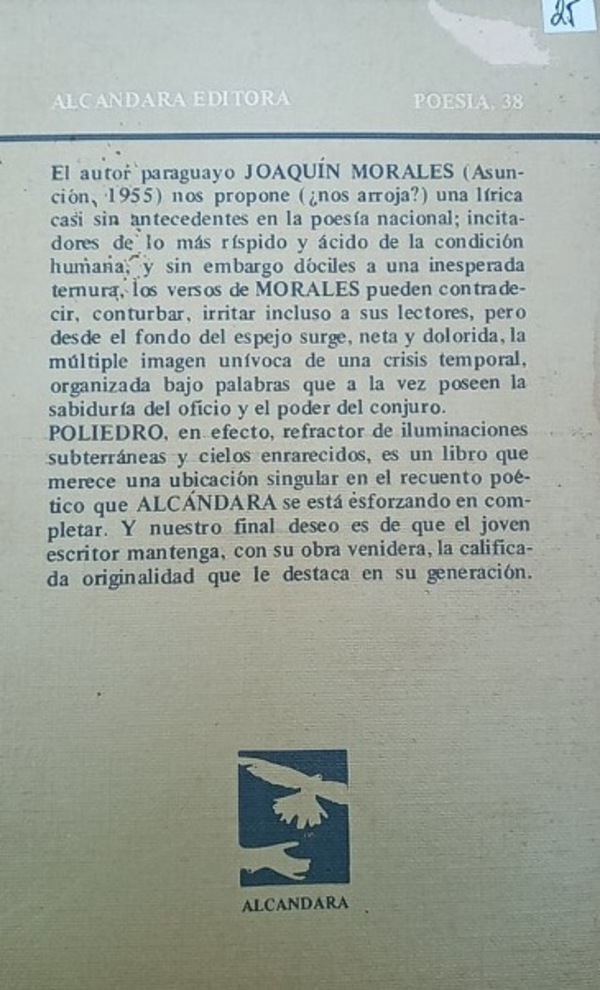 25
ALCANDARA EDITORA POESIA, 38
El autor paraguayo JOAQUÍN MORALES (Asun-
ción, 1955) nos propone (¿nos arroja?) una lírica
casi sin antecedentes en la poesía nacional; incita-
dores de lo más ríspido y ácido de la condición
humana, y sin embargo dóciles a una inesperada
ternura, los versos de MORALES pueden contrade-
cir, conturbar, irritar incluso a sus lectores, pero
desde el fondo del espejo surge, neta y dolorida, la
múltiple imagen unívoca de una crisis temporal,
organizada bajo palabras que a la vez poseen la
sabiduría del oficio y el poder del conjuro.
POLIEDRO, en efecto, refractor de iluminaciones
subterráneas y cielos enrarecidos, es un libro que
merece una ubicación singular en el recuento poé-
tico que ALCÁNDARA se está esforzando en com-
pletar. Y nuestro final deseo es de que el joven
escritor mantenga, con su obra venidera, la califica-
da originalidad que le destaca en su generación.
ALCANDARA